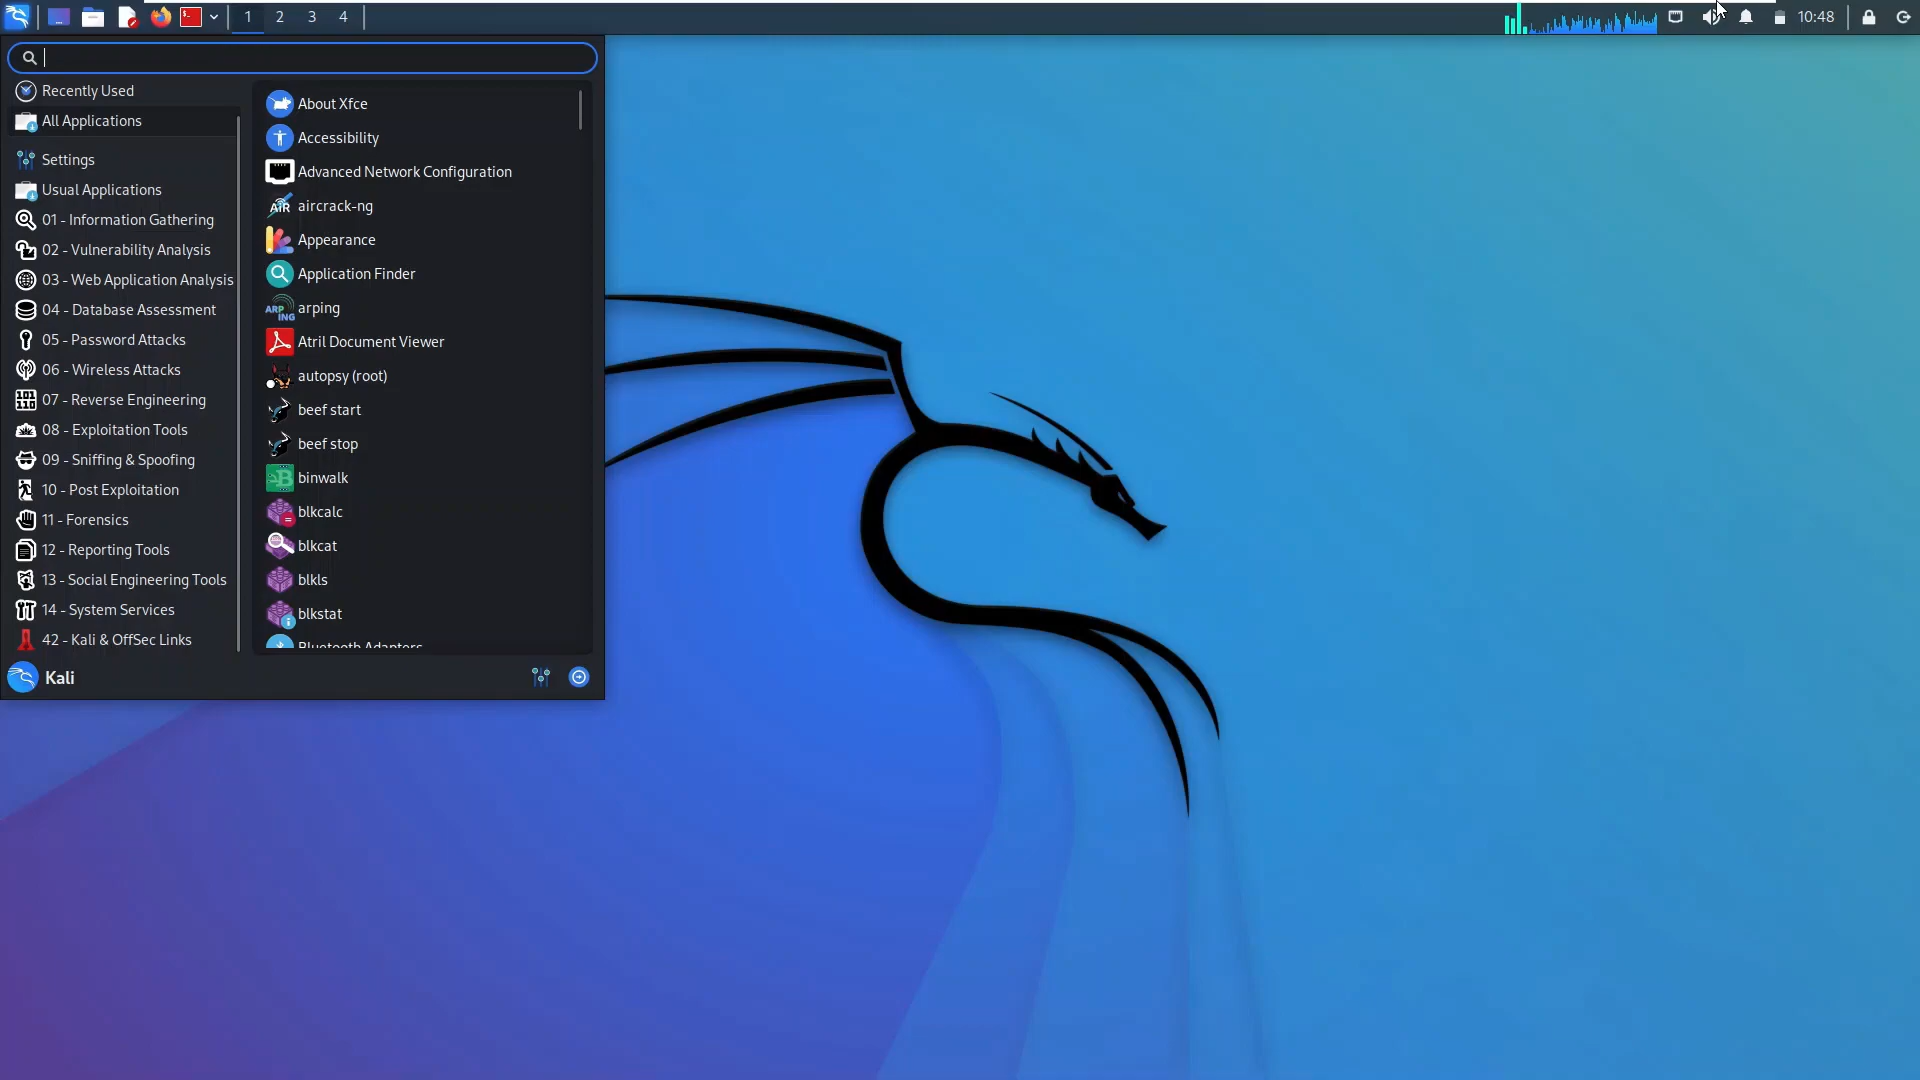 1 2 3 4 10:48
Recently Used
All Applications
Settings
Usual Applications
01 - Information Gathering
02 - Vulnerability Analysis
03 - Web Application Analysis
04 - Database Assessment
05 - Password Attacks
06 - Wireless Attacks
07 - Reverse Engineering
08 - Exploitation Tools
09 - Sniffing & Spoofing
10 - Post Exploitation
11 - Forensics
12 - Reporting Tools
13 - Social Engineering Tools
14 - System Services
42 - Kali & OffSec Links
About Xfce
Accessibility
Advanced Network Configuration
aircrack-ng
Appearance
Application Finder
arping
Atril Document Viewer
autopsy (root)
beef start
beef stop
binwalk
blkcalc
blkcat
blkls
blkstat
Bluetooth Adapters
Kali